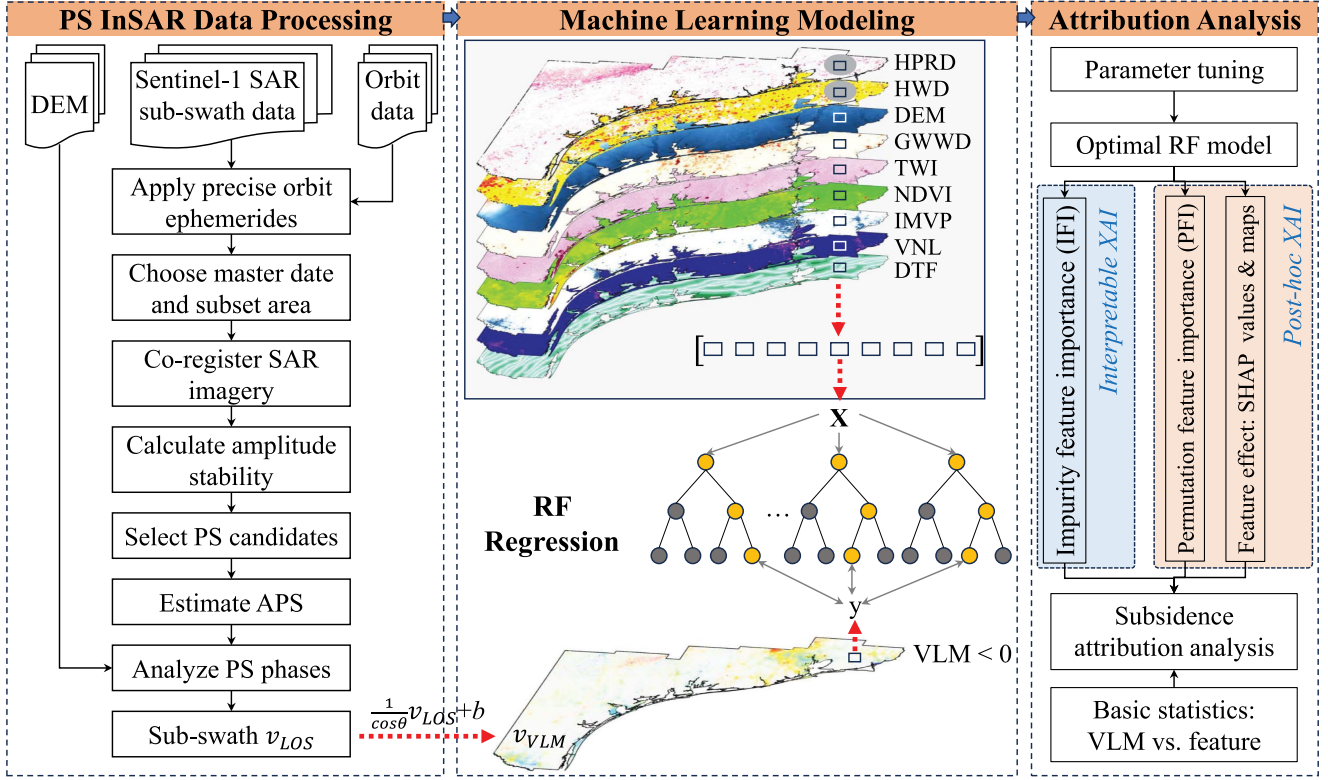 PS InSAR Data Processing
DEM
Sentinel-1 SAR
sub-swath data
Orbit
data
Apply precise orbit
ephemerides
Choose master date
and subset area
Co-register SAR
imagery
Calculate amplitude
stability
Select PS candidates
Estimate APS
Analyze PS phases
Sub-swath v_LOS
1/cosθ v_LOS+b
Machine Learning Modeling
HPRD
HWD
DEM
GWWD
TWI
NDVI
IMVP
VNL
DTF
[ ]
X
RF
Regression
...
y
VLM < 0
v_VLM
Attribution Analysis
Parameter tuning
Optimal RF model
Impurity feature importance (IFI)
Interpretable XAI
Permutation feature importance (PFI)
Feature effect: SHAP values & maps
Post-hoc XAI
Subsidence
attribution analysis
Basic statistics:
VLM vs. feature